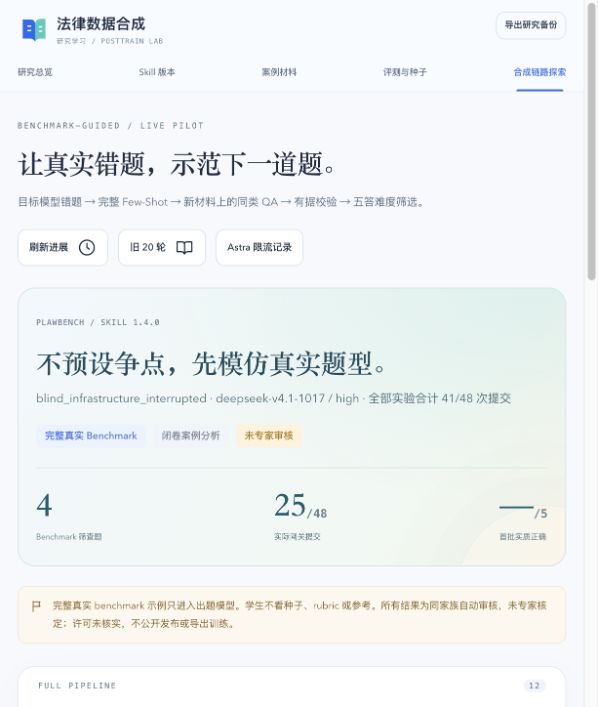 法律数据合成
研究学习 / POSTTRAIN LAB
导出研究备份
研究总览
Skill 版本
案例材料
评测与种子
合成链路探索
BENCHMARK-GUIDED / LIVE PILOT
让真实错题，示范下一道题。
目标模型错题 → 完整 Few-Shot → 新材料上的同类 QA → 有据校验 → 五答难度筛选。
刷新进展
旧 20 轮
Astra 限流记录
PLAWBENCH / SKILL 1.4.0
不预设争点，先模仿真实题型。
blind_infrastructure_interrupted · deepseek-v4.1-1017 / high · 全部实验合计 41/48 次提交
完整真实 Benchmark
闭卷案例分析
未专家审核
4
Benchmark 筛查题
25/48
实际网关提交
—/5
首批实质正确
完整真实 benchmark 示例只进入出题模型。学生不看种子、rubric 或参考。所有结果为同家族自动审核，未专家核
定；许可未核实，不公开发布或导出训练。
FULL PIPELINE
12